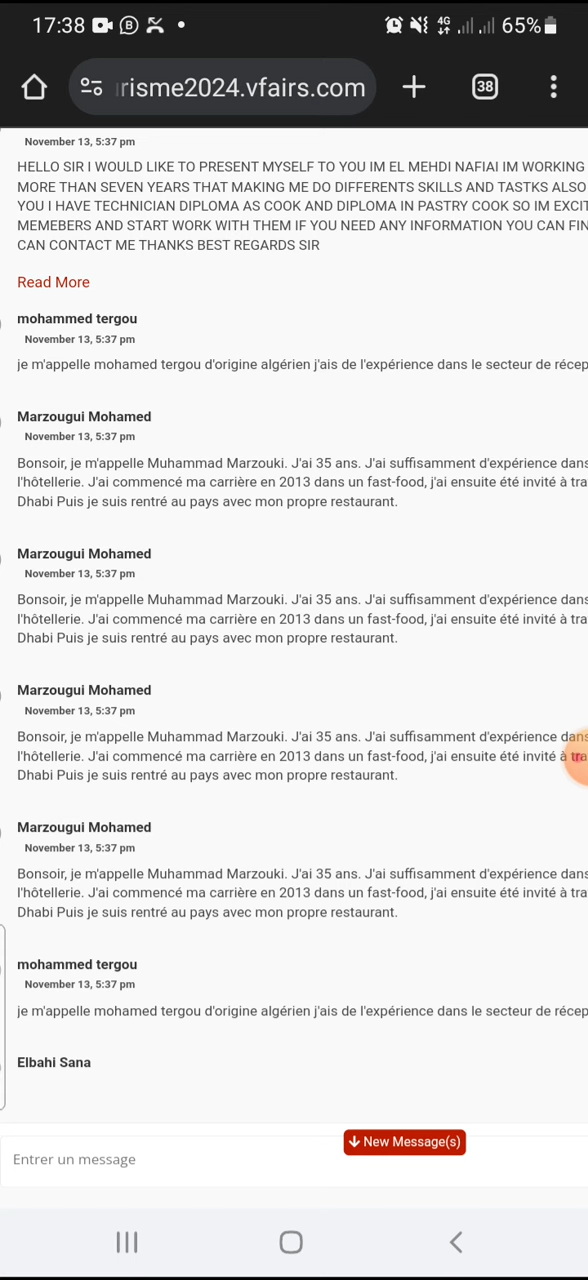 17:38 B 4G 65%
risme2024.vfairs.com 38
November 13, 5:37 pm
HELLO SIR I WOULD LIKE TO PRESENT MYSELF TO YOU IM EL MEHDI NAFIAI IM WORKING
MORE THAN SEVEN YEARS THAT MAKING ME DO DIFFERENTS SKILLS AND TASTKS ALSO
YOU I HAVE TECHNICIAN DIPLOMA AS COOK AND DIPLOMA IN PASTRY COOK SO IM EXCIT
MEMEBERS AND START WORK WITH THEM IF YOU NEED ANY INFORMATION YOU CAN FIN
CAN CONTACT ME THANKS BEST REGARDS SIR
Read More
mohammed tergou
November 13, 5:37 pm
je m'appelle mohamed tergou d'origine algérien j'ais de l'expérience dans le secteur de récep
Marzougui Mohamed
November 13, 5:37 pm
Bonsoir, je m'appelle Muhammad Marzouki. J'ai 35 ans. J'ai suffisamment d'expérience dans
l'hôtellerie. J'ai commencé ma carrière en 2013 dans un fast-food, j'ai ensuite été invité à tra
Dhabi Puis je suis rentré au pays avec mon propre restaurant.
Marzougui Mohamed
November 13, 5:37 pm
Bonsoir, je m'appelle Muhammad Marzouki. J'ai 35 ans. J'ai suffisamment d'expérience dans
l'hôtellerie. J'ai commencé ma carrière en 2013 dans un fast-food, j'ai ensuite été invité à tra
Dhabi Puis je suis rentré au pays avec mon propre restaurant.
Marzougui Mohamed
November 13, 5:37 pm
Bonsoir, je m'appelle Muhammad Marzouki. J'ai 35 ans. J'ai suffisamment d'expérience dans
l'hôtellerie. J'ai commencé ma carrière en 2013 dans un fast-food, j'ai ensuite été invité à tra
Dhabi Puis je suis rentré au pays avec mon propre restaurant.
Marzougui Mohamed
November 13, 5:37 pm
Bonsoir, je m'appelle Muhammad Marzouki. J'ai 35 ans. J'ai suffisamment d'expérience dans
l'hôtellerie. J'ai commencé ma carrière en 2013 dans un fast-food, j'ai ensuite été invité à tra
Dhabi Puis je suis rentré au pays avec mon propre restaurant.
mohammed tergou
November 13, 5:37 pm
je m'appelle mohamed tergou d'origine algérien j'ais de l'expérience dans le secteur de récep
Elbahi Sana
New Message(s)
Entrer un message